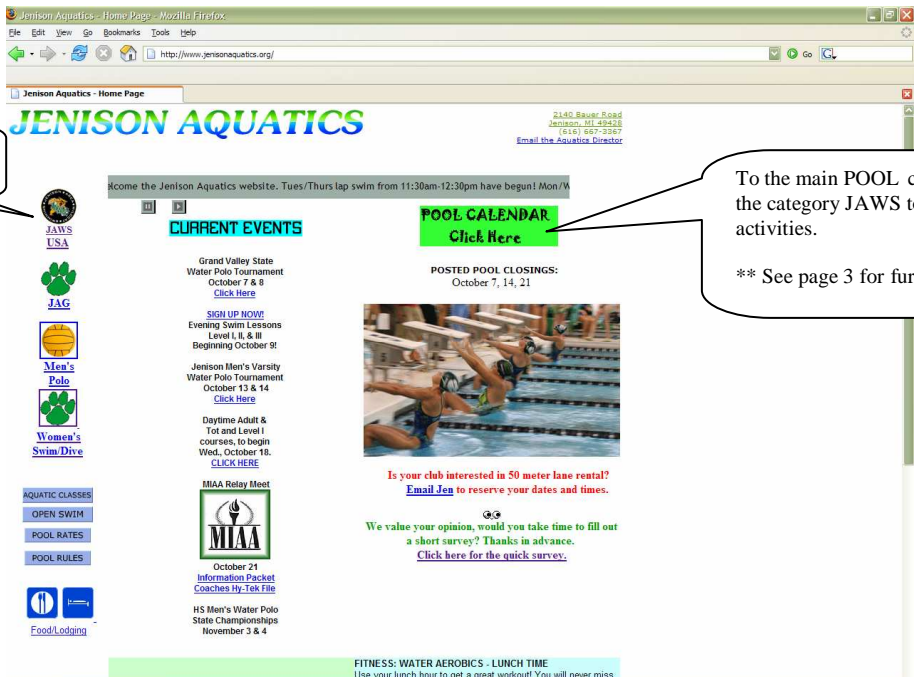 Jenison Aquatics - Home Page - Mozilla Firefox
File Edit View Go Bookmarks Tools Help
http://www.jenisonaquatics.org/
Go
G
Jenison Aquatics - Home Page
JENISON AQUATICS
2140 Bauer Road
Jenison, MI 49428
(616) 667-3367
Email the Aquatics Director
lcome the Jenison Aquatics website. Tues/Thurs lap swim from 11:30am-12:30pm have begun! Mon/W
JAWS
USA
JAG
Men's
Polo
Women's
Swim/Dive
AQUATIC CLASSES
OPEN SWIM
POOL RATES
POOL RULES
Food/Lodging
CURRENT EVENTS
Grand Valley State
Water Polo Tournament
October 7 & 8
Click Here
SIGN UP NOW!
Evening Swim Lessons
Level I, II, & III
Beginning October 9!
Jenison Men's Varsity
Water Polo Tournament
October 13 & 14
Click Here
Daytime Adult &
Tot and Level I
courses, to begin
Wed., October 18.
CLICK HERE
MIAA Relay Meet
MIAA
October 21
Information Packet
Coaches Hy-Tek File
HS Men's Water Polo
State Championships
November 3 & 4
POOL CALENDAR
Click Here
POSTED POOL CLOSINGS:
October 7, 14, 21
Is your club interested in 50 meter lane rental?
Email Jen to reserve your dates and times.
We value your opinion, would you take time to fill out
a short survey? Thanks in advance.
Click here for the quick survey.
FITNESS: WATER AEROBICS - LUNCH TIME
Use your lunch hour to get a great workout! You will never miss
To the main POOL c
the category JAWS to
activities.
** See page 3 for fur